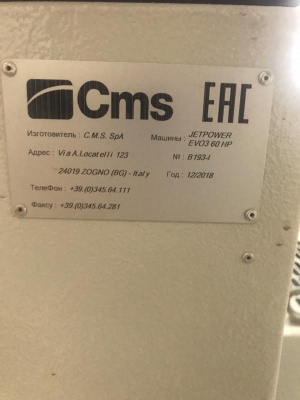 Cms EAC
Изготовитель : C.M.S. SpA
Машины : JETPOWER EVO3 60 HP
Адрес : Via A.Locatelli 123
№ : B193-I
24019 ZOGNO (BG) - Italy
Год : 12/2018
ТелеФон : +39.(0)345.64.111
Факсу : +39.(0)345.64.281